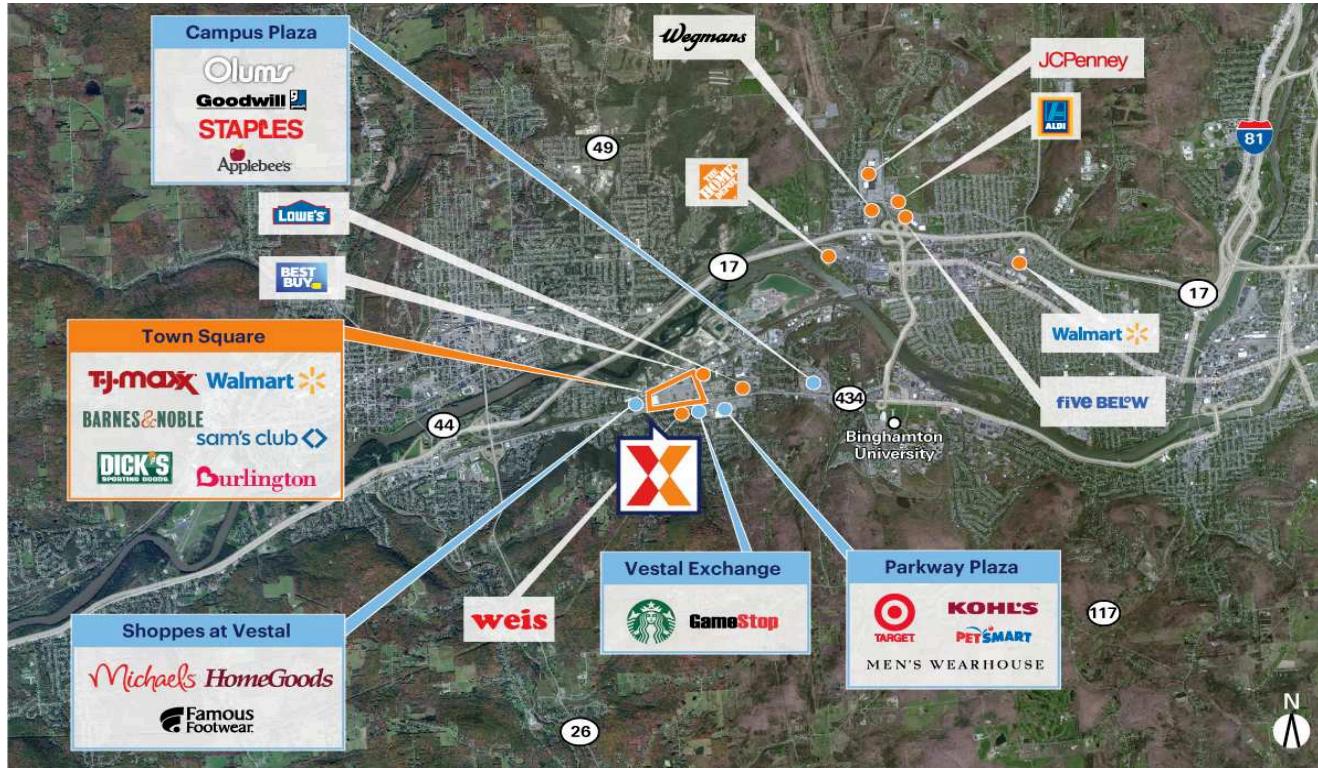 Campus Plaza
Olums
Goodwill
STAPLES
Applebee's
Wegmans
JCPenney
ALDI
81
49
THE HOME DEPOT
LOWE'S
17
BEST BUY
17
Walmart
Town Square
T·J·maxx Walmart
BARNES&NOBLE
sam's club
DICK'S
SPORTING GOODS
Burlington
five BELOW
434
44
Binghamton
University
Vestal Exchange
GameStop
Parkway Plaza
TARGET
KOHL'S
PETSMART
MEN'S WEARHOUSE
117
weis
Shoppes at Vestal
Michaels HomeGoods
Famous
Footwear.
26
N